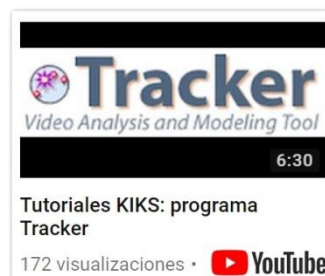 Tracker
Video Analysis and Modeling Tool
6:30
Tutoriales KIKS: programa
Tracker
172 visualizaciones •
YouTube